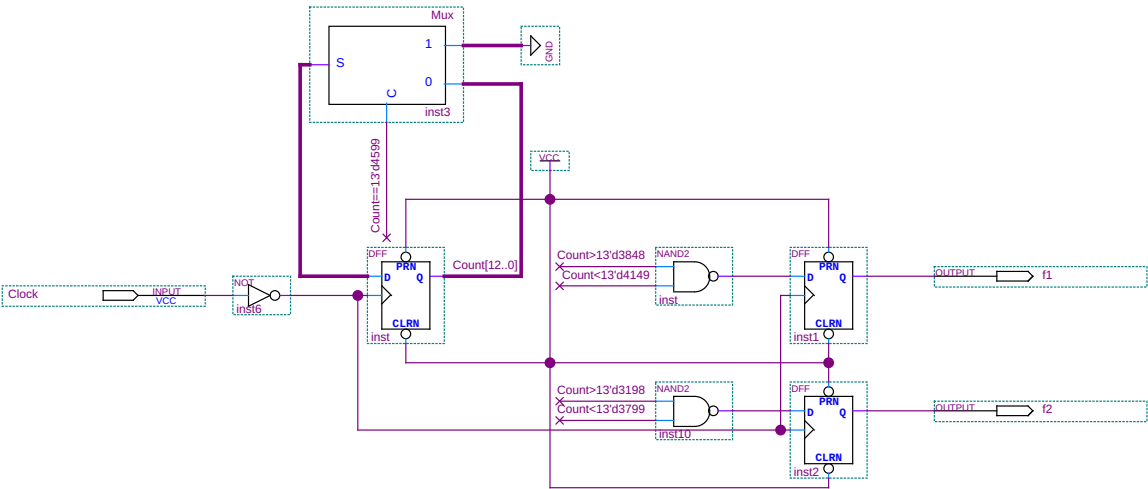 Mux
1
S
0
C
inst3
GND
Count==13'd4599
VCC
DFF
PRN
D
Q
CLRN
inst
Count[12..0]
Clock
INPUT
VCC
NOT
inst6
Count>13'd3848
Count<13'd4149
NAND2
inst
DFF
PRN
D
Q
CLRN
inst1
OUTPUT
f1
Count>13'd3198
Count<13'd3799
NAND2
inst10
DFF
PRN
D
Q
CLRN
inst2
OUTPUT
f2